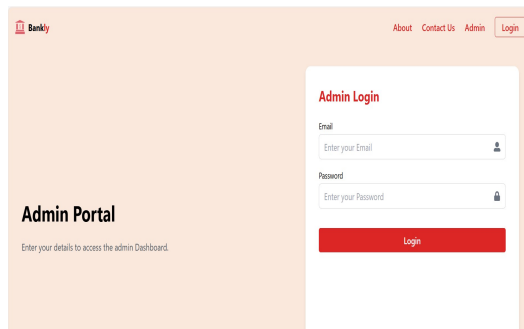 Bankly
About Contact Us Admin Login
Admin Login
Email
Enter your Email
Password
Enter your Password
Login
Admin Portal
Enter your details to access the admin Dashboard.